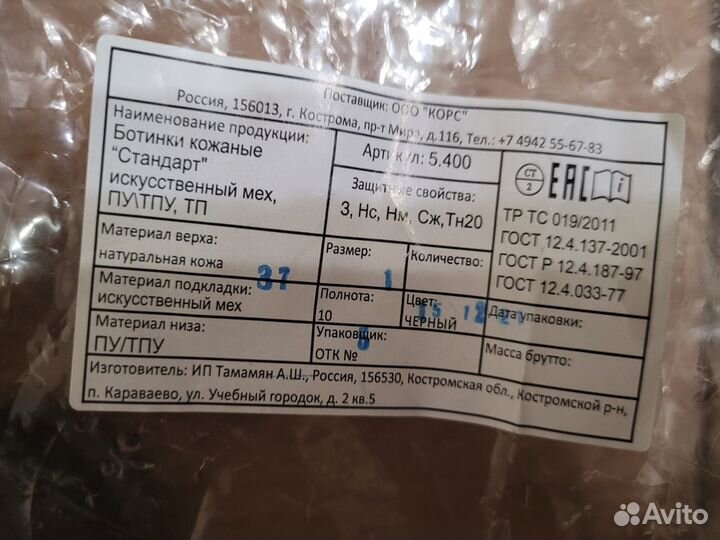 Поставщик: ООО "КОРС"
Россия, 156013, г. Кострома, пр-т Мира, д.116, Тел.: +7 4942 55-67-83
Наименование продукции:
Ботинки кожаные
"Стандарт"
искусственный мех,
ПУ\ТПУ, ТП
Артикул: 5.400
Защитные свойства:
З, Нс, Нм, Сж,Тн20
СТ
2
ЕАС
ТР ТС 019/2011
ГОСТ 12.4.137-2001
ГОСТ Р 12.4.187-97
ГОСТ 12.4.033-77
Материал верха:
натуральная кожа
Размер:
37
Количество:
1
Материал подкладки:
искусственный мех
Полнота:
10
Цвет:
ЧЕРНЫЙ
Дата упаковки:
15 12
Материал низа:
ПУ/ТПУ
Упаковщик:
ОТК №
Масса брутто:
Изготовитель: ИП Тамамян А.Ш., Россия, 156530, Костромская обл., Костромской р-н,
п. Караваево, ул. Учебный городок, д. 2 кв.5
Avito